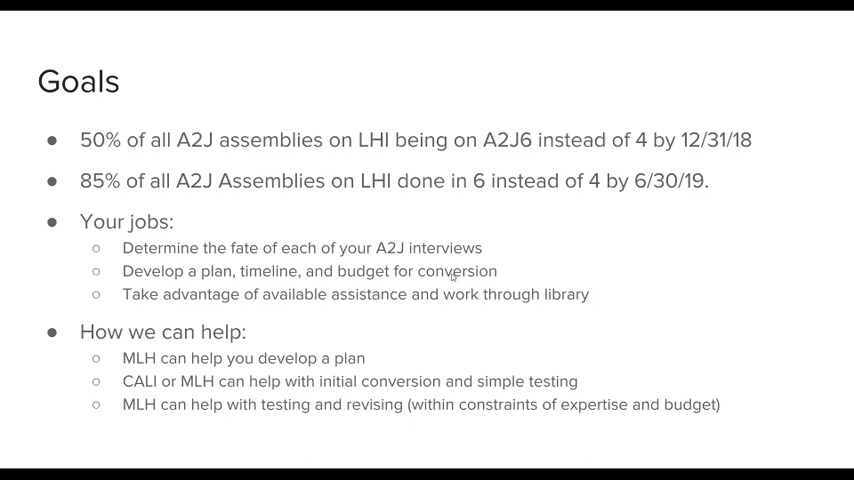 Goals
● 50% of all A2J assemblies on LHI being on A2J6 instead of 4 by 12/31/18
● 85% of all A2J Assemblies on LHI done in 6 instead of 4 by 6/30/19.
● Your jobs:
○ Determine the fate of each of your A2J interviews
○ Develop a plan, timeline, and budget for conversion
○ Take advantage of available assistance and work through library
● How we can help:
○ MLH can help you develop a plan
○ CALI or MLH can help with initial conversion and simple testing
○ MLH can help with testing and revising (within constraints of expertise and budget)